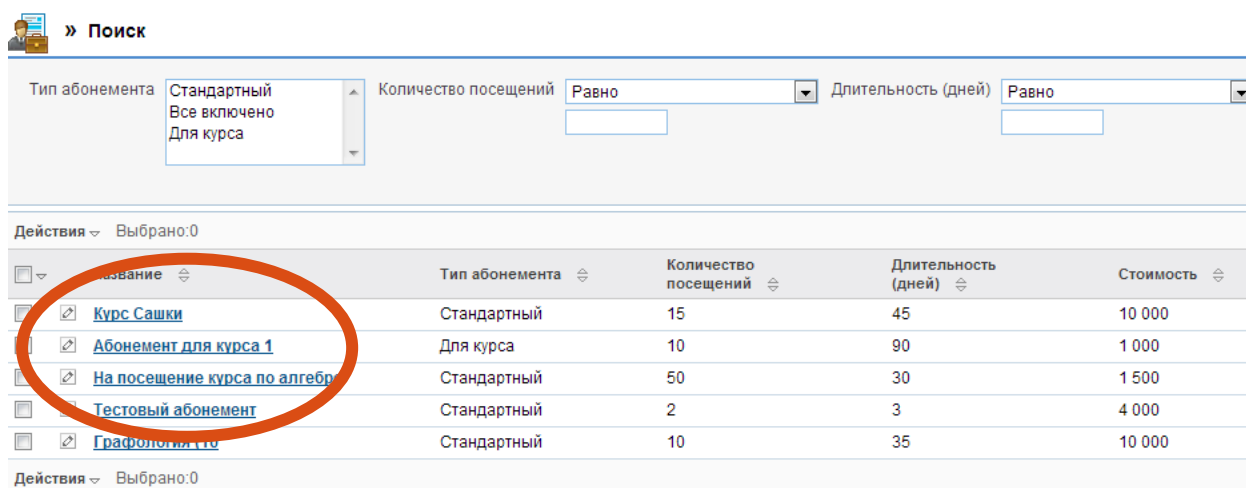 » Поиск
Тип абонемента Стандартный Количество посещений Равно Длительность (дней) Равно
Все включено
Для курса
Действия Выбрано:0
Название Тип абонемента Количество посещений Длительность (дней) Стоимость
Курс Сашки Стандартный 15 45 10 000
Абонемент для курса 1 Для курса 10 90 1 000
На посещение курса по алгебре Стандартный 50 30 1 500
Тестовый абонемент Стандартный 2 3 4 000
Графология (10 Стандартный 10 35 10 000
Действия Выбрано:0